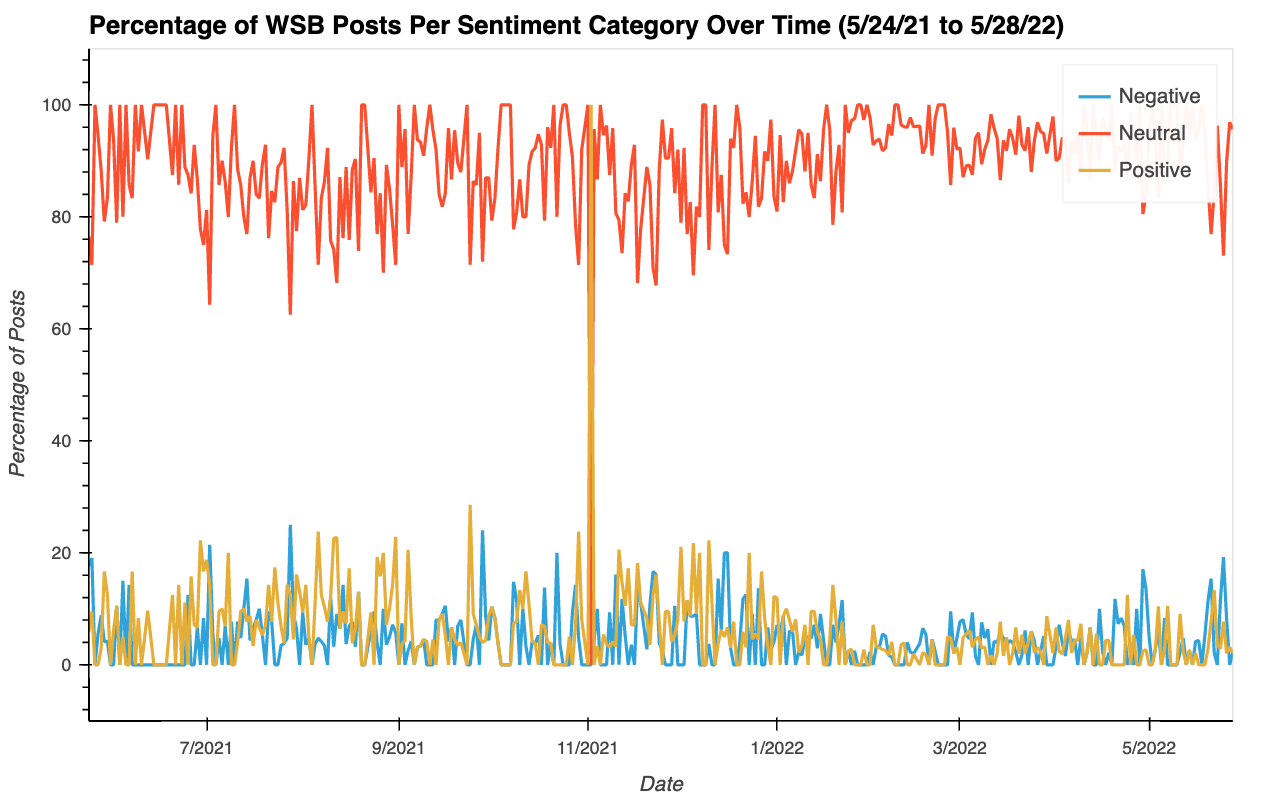 Percentage of WSB Posts Per Sentiment Category Over Time (5/24/21 to 5/28/22)
Negative
Neutral
Positive
100
80
60
40
20
0
Percentage of Posts
7/2021 9/2021 11/2021 1/2022 3/2022 5/2022
Date